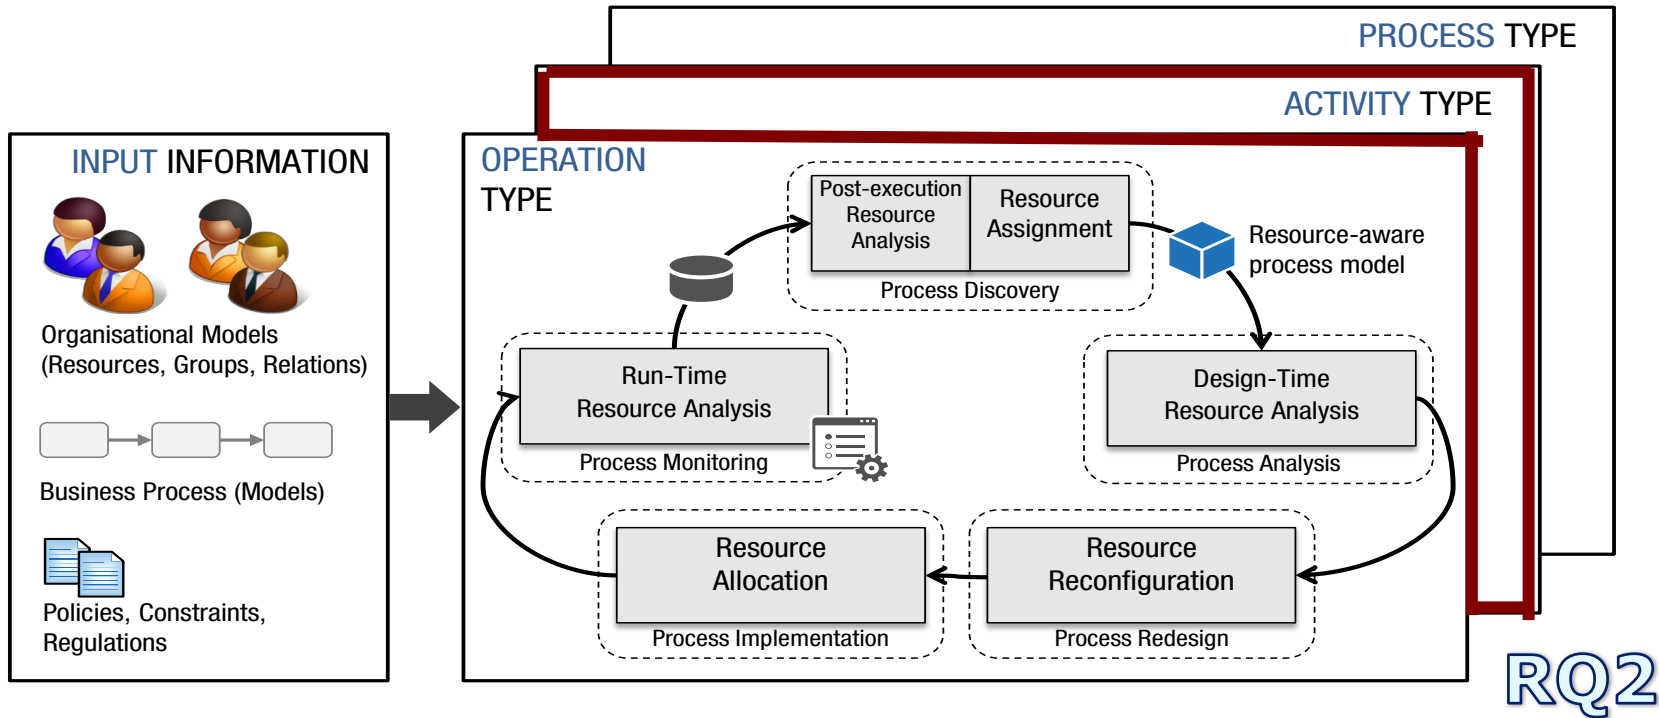 PROCESS TYPE
ACTIVITY TYPE
INPUT INFORMATION
Organisational Models
(Resources, Groups, Relations)
Business Process (Models)
Policies, Constraints,
Regulations
OPERATION
TYPE
Post-execution
Resource
Analysis
Resource
Assignment
Process Discovery
Resource-aware
process model
Run-Time
Resource Analysis
Process Monitoring
Design-Time
Resource Analysis
Process Analysis
Resource
Allocation
Process Implementation
Resource
Reconfiguration
Process Redesign
RQ2